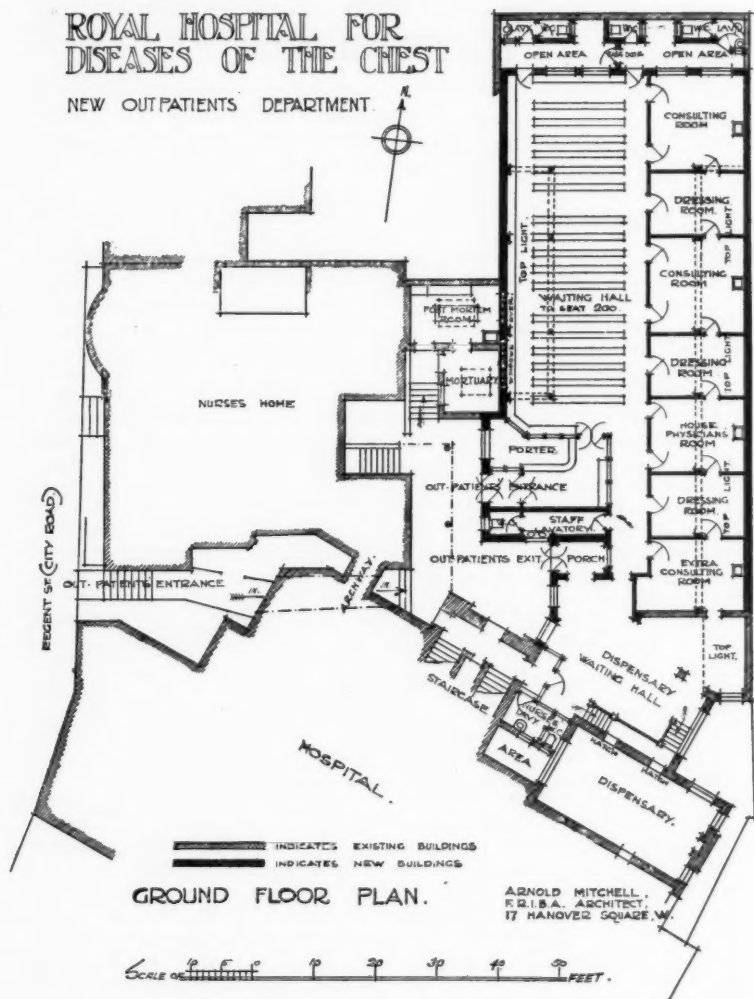 ROYAL HOSPITAL FOR
DISEASES OF THE CHEST
NEW OUTPATIENTS DEPARTMENT.
N.
LAV.
W.C.
W.C.
W.C.
LAV.
OPEN AREA
OPEN AREA
CONSULTING
ROOM
DRESSING
ROOM.
TOP LIGHT.
TOP LIGHT
CONSULTING
ROOM
WAITING HALL
TO SEAT 200.
POST MORTEM
ROOM
MORTUARY
DRESSING
ROOM
TOP LIGHT
NURSES HOME
HOUSE
PHYSICIANS
ROOM
PORTER.
OUT-PATIENTS ENTRANCE
DRESSING
ROOM.
TOP LIGHT.
STAFF
LAVATORY.
OUT-PATIENTS EXIT
PORCH
EXTRA
CONSULTING
ROOM
REGENT ST (CITY ROAD)
OUT-PATIENTS ENTRANCE
IN.
ARCHWAY.
IN.
DISPENSARY
WAITING HALL
TOP
LIGHT.
STAIRCASE
NURSES
LAVY
W.C.
AREA
HATCH
HATCH
DISPENSARY.
HOSPITAL.
INDICATES EXISTING BUILDINGS
INDICATES NEW BUILDINGS
GROUND FLOOR PLAN.
ARNOLD MITCHELL.
F.R.I.B.A. ARCHITECT.
17 HANOVER SQUARE, W.
SCALE OF 10 5 0 10 20 30 40 50 FEET.